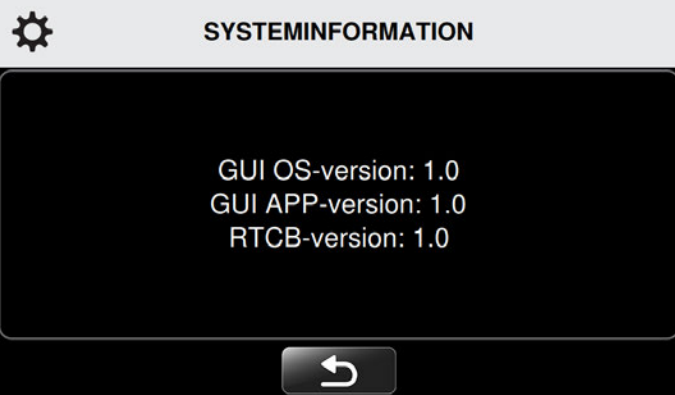 SYSTEMINFORMATION
GUI OS-version: 1.0
GUI APP-version: 1.0
RTCB-version: 1.0